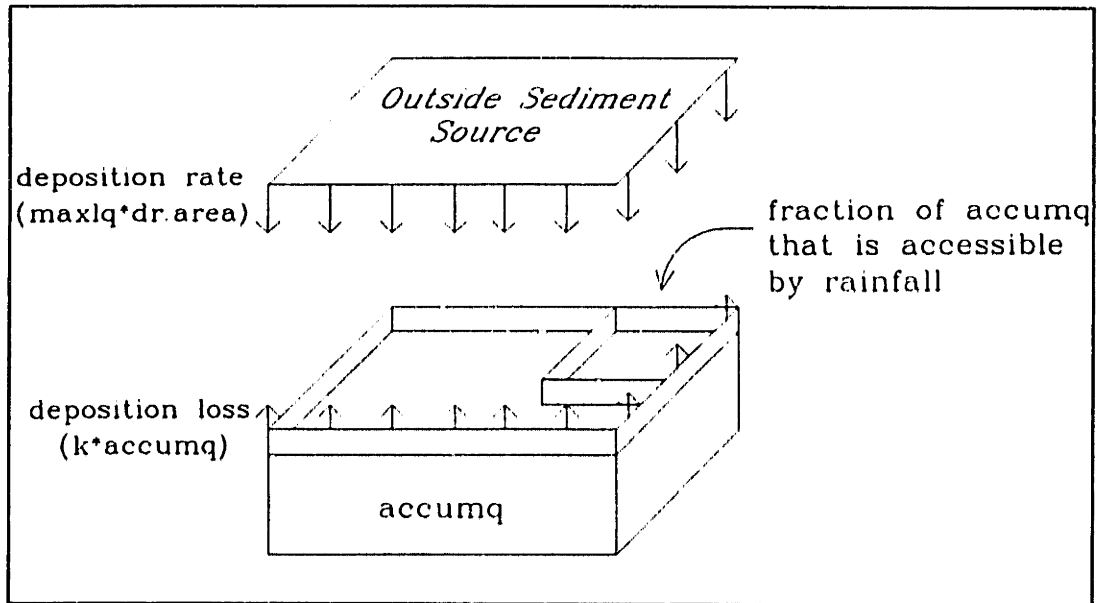 Outside Sediment
Source
deposition rate
(maxlq*dr.area)
fraction of accumq
that is accessible
by rainfall
deposition loss
(k*accumq)
accumq